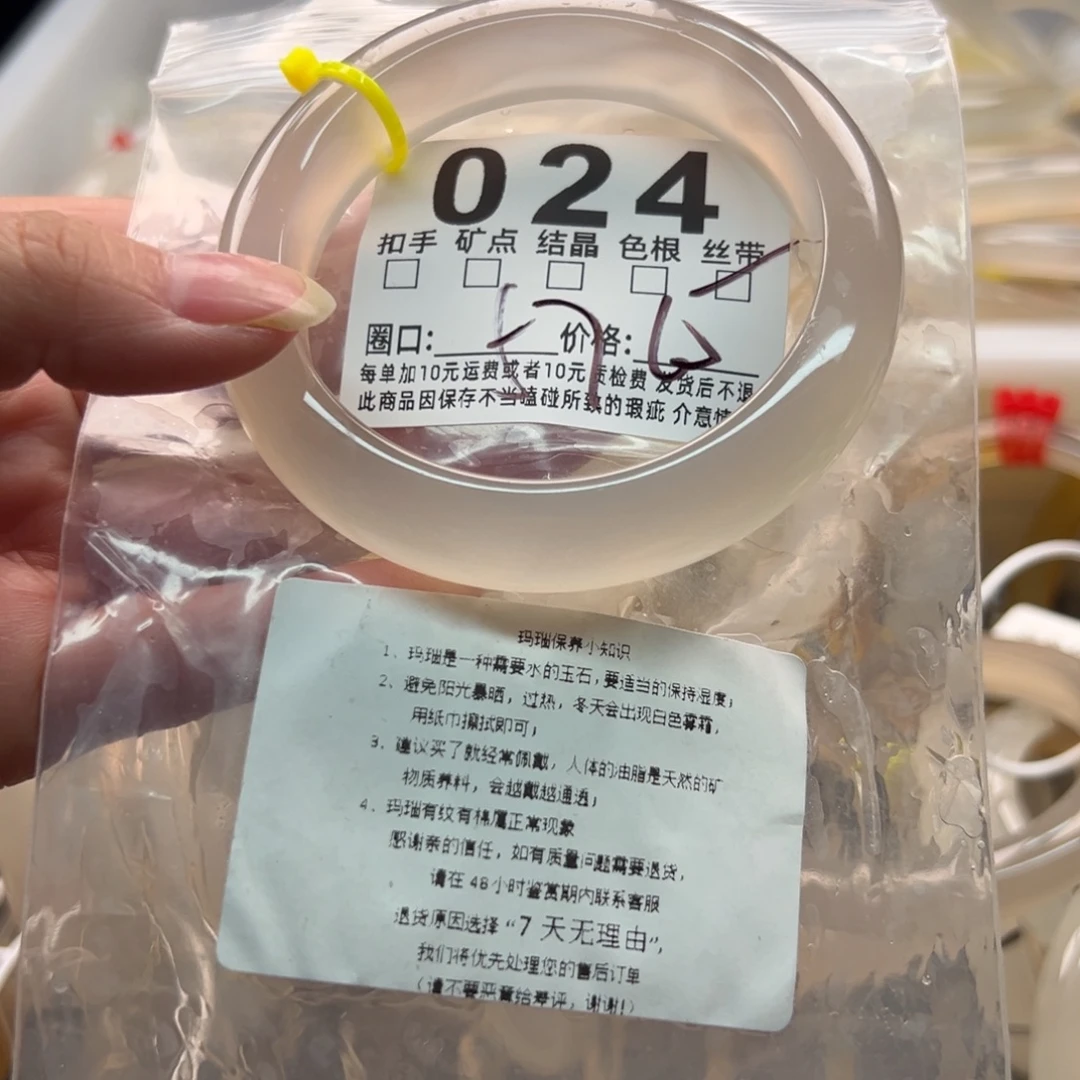 024
扣手 矿点 结晶 色根 丝带
圈口: 价格:
每单加10元运费或者10元质检费 发货后不退
此商品因保存不当磕碰所致的瑕疵 介意慎
玛瑙保养小知识
1、玛瑙是一种需要水的玉石,要适当的保持湿度;
2、避免阳光暴晒，过热，冬天会出现白色雾霜，
用纸巾擦拭即可;
3、建议买了就经常佩戴，人体的油脂是天然的矿
物质养料，会越戴越通透;
4、玛瑙有纹有棉属正常现象
感谢亲的信任，如有质量问题需要退货，
请在 48小时鉴赏期内联系客服
退货原因选择“7 天无理由”，
我们将优先处理您的售后订单
(请不要恶意给差评，谢谢!)